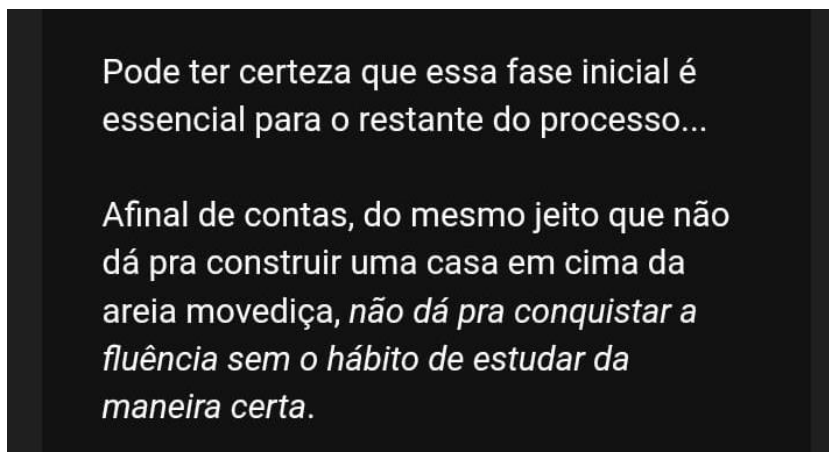 Pode ter certeza que essa fase inicial é
essencial para o restante do processo...
Afinal de contas, do mesmo jeito que não
dá pra construir uma casa em cima da
areia movediça, não dá pra conquistar a
fluência sem o hábito de estudar da
maneira certa.